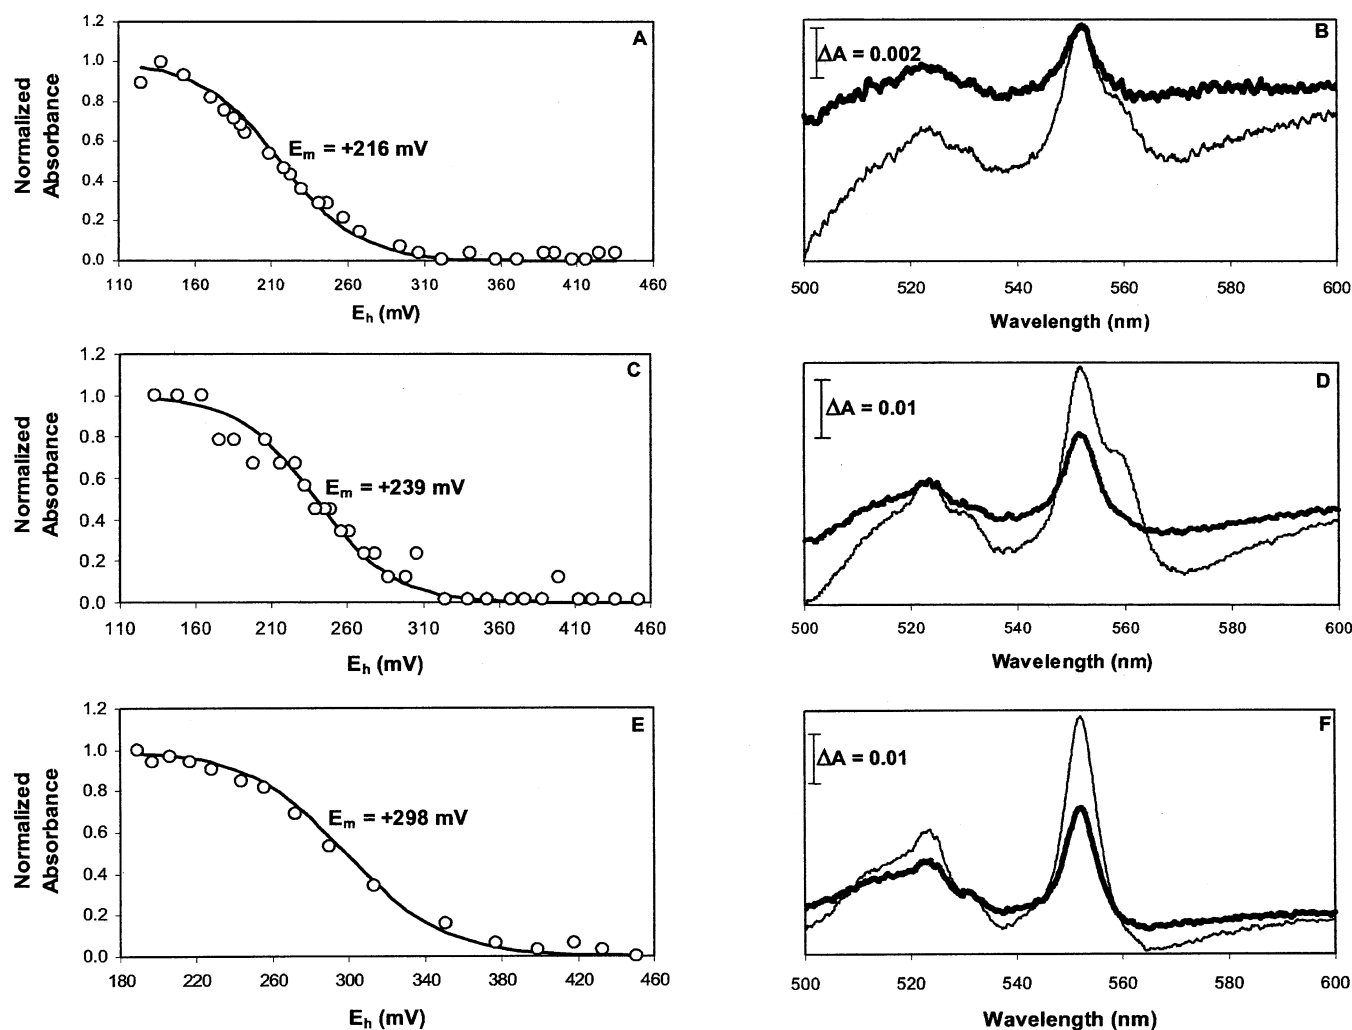 1.2
1.0
0.8
0.6
0.4
0.2
0.0
Normalized
Absorbance
A
Em = +216 mV
110 160 210 260 310 360 410 460
Eh (mV)
B
ΔA = 0.002
500 520 540 560 580 600
Wavelength (nm)
1.2
1.0
0.8
0.6
0.4
0.2
0.0
Normalized
Absorbance
C
Em = +239 mV
110 160 210 260 310 360 410 460
Eh (mV)
D
ΔA = 0.01
500 520 540 560 580 600
Wavelength (nm)
1.2
1.0
0.8
0.6
0.4
0.2
0.0
Normalized
Absorbance
E
Em = +298 mV
180 220 260 300 340 380 420 460
Eh (mV)
F
ΔA = 0.01
500 520 540 560 580 600
Wavelength (nm)